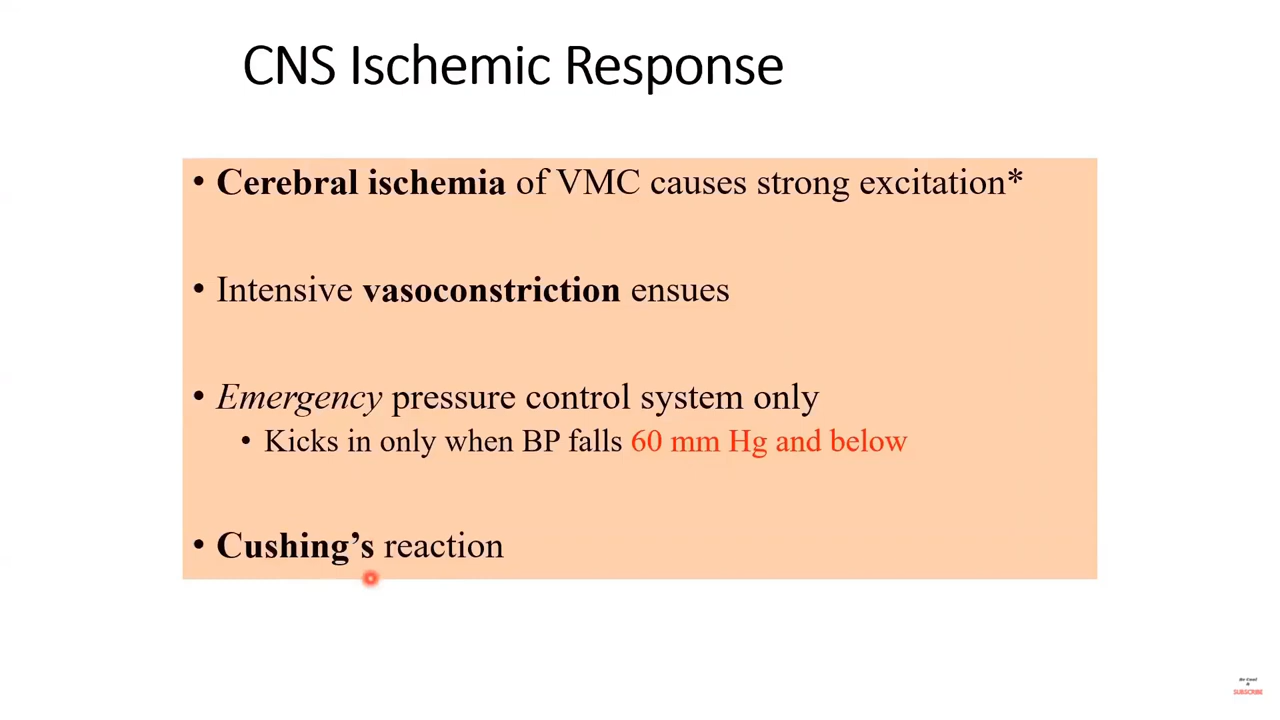 CNS Ischemic Response
• Cerebral ischemia of VMC causes strong excitation*
• Intensive vasoconstriction ensues
• Emergency pressure control system only
• Kicks in only when BP falls 60 mm Hg and below
• Cushing’s reaction
SUBSCRIBE